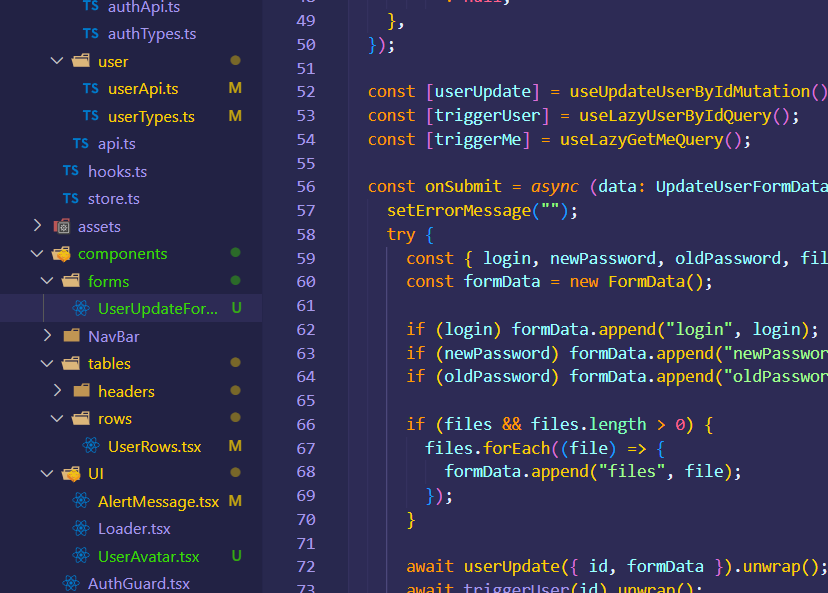 TS authApi.ts
TS authTypes.ts
user
TS userApi.ts M
TS userTypes.ts M
TS api.ts
TS hooks.ts
TS store.ts
assets
components
forms
UserUpdateFor... U
NavBar
tables
headers
rows
UserRows.tsx M
UI
AlertMessage.tsx M
Loader.tsx
UserAvatar.tsx U
AuthGuard.tsx
49 },
50 });
51
52 const [userUpdate] = useUpdateUserByIdMutation()
53 const [triggerUser] = useLazyUserByIdQuery();
54 const [triggerMe] = useLazyGetMeQuery();
55
56 const onSubmit = async (data: UpdateUserFormData
57 setErrorMessage("");
58 try {
59 const { login, newPassword, oldPassword, fil
60 const formData = new FormData();
61
62 if (login) formData.append("login", login);
63 if (newPassword) formData.append("newPasswor
64 if (oldPassword) formData.append("oldPasswor
65
66 if (files && files.length > 0) {
67 files.forEach((file) => {
68 formData.append("files", file);
69 });
70 }
71
72 await userUpdate({ id, formData }).unwrap();
73 await triggerUser(id).unwrap();